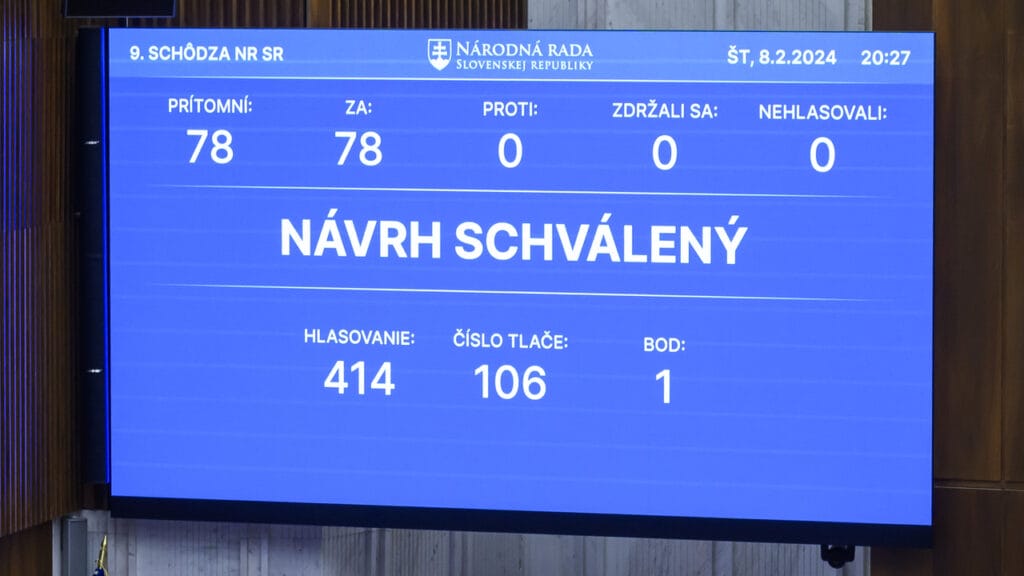 9. SCHÔDZA NR SR
NÁRODNÁ RADA
SLOVENSKEJ REPUBLIKY
ŠT, 8.2.2024 20:27
PRÍTOMNÍ: ZA: PROTI: ZDRŽALI SA: NEHLASOVALI:
78 78 0 0 0
NÁVRH SCHVÁLENÝ
HLASOVANIE: ČÍSLO TLAČE: BOD:
414 106 1